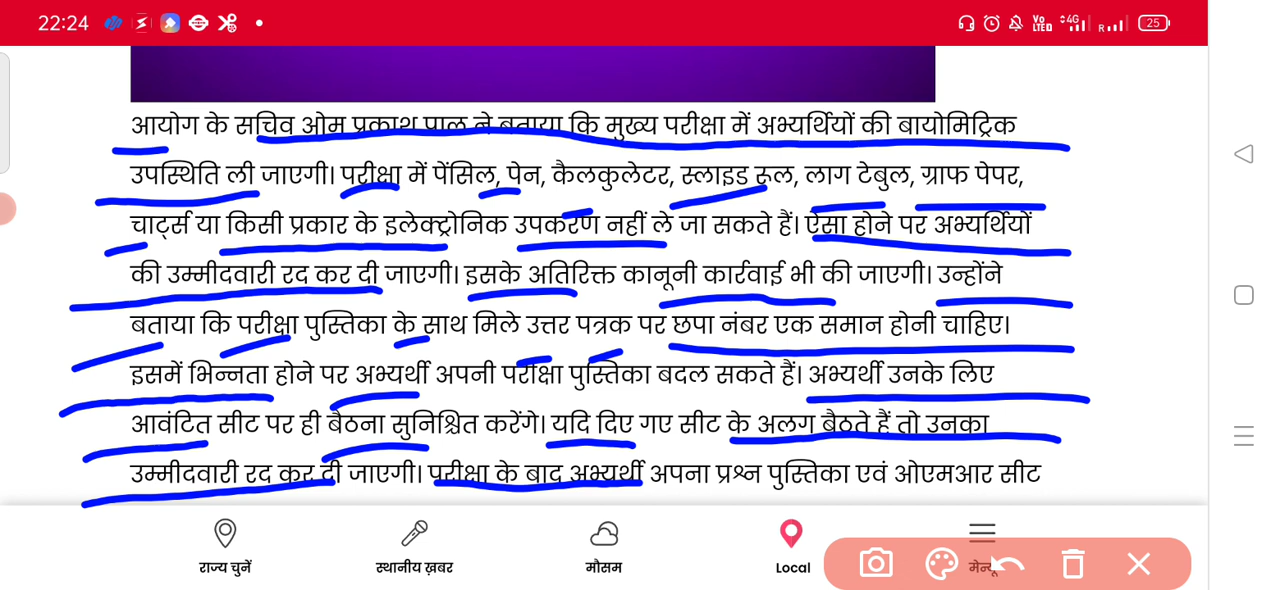 22:24
Vo LTED 4G R 25
आयोग के सचिव ओम प्रकाश पाल ने बताया कि मुख्य परीक्षा में अभ्यर्थियों की बायोमिट्रिक
उपस्थिति ली जाएगी। परीक्षा में पेंसिल, पेन, कैलकुलेटर, स्लाइड रूल, लाग टेबुल, ग्राफ पेपर,
चार्ट्स या किसी प्रकार के इलेक्ट्रोनिक उपकरण नहीं ले जा सकते हैं। ऐसा होने पर अभ्यर्थियों
की उम्मीदवारी रद कर दी जाएगी। इसके अतिरिक्त कानूनी कार्रवाई भी की जाएगी। उन्होंने
बताया कि परीक्षा पुस्तिका के साथ मिले उत्तर पत्रक पर छपा नंबर एक समान होनी चाहिए।
इसमें भिन्नता होने पर अभ्यर्थी अपनी परीक्षा पुस्तिका बदल सकते हैं। अभ्यर्थी उनके लिए
आवंटित सीट पर ही बैठना सुनिश्चित करेंगे। यदि दिए गए सीट के अलग बैठते हैं तो उनका
उम्मीदवारी रद कर दी जाएगी। परीक्षा के बाद अभ्यर्थी अपना प्रश्न पुस्तिका एवं ओएमआर सीट
राज्य चुनें स्थानीय ख़बर मौसम Local मेन्यू